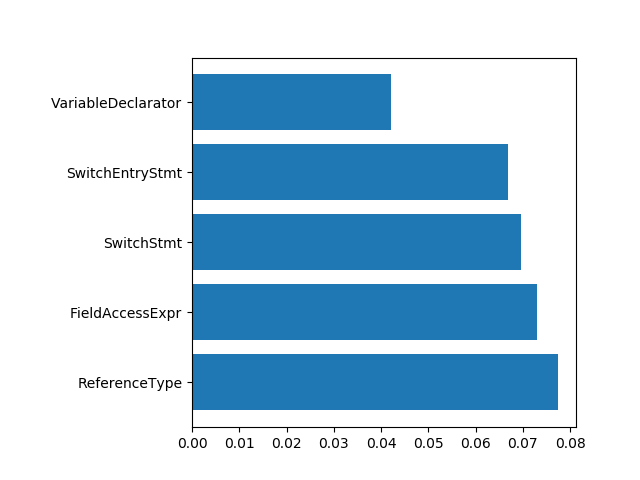 VariableDeclarator
SwitchEntryStmt
SwitchStmt
FieldAccessExpr
ReferenceType
0.00 0.01 0.02 0.03 0.04 0.05 0.06 0.07 0.08